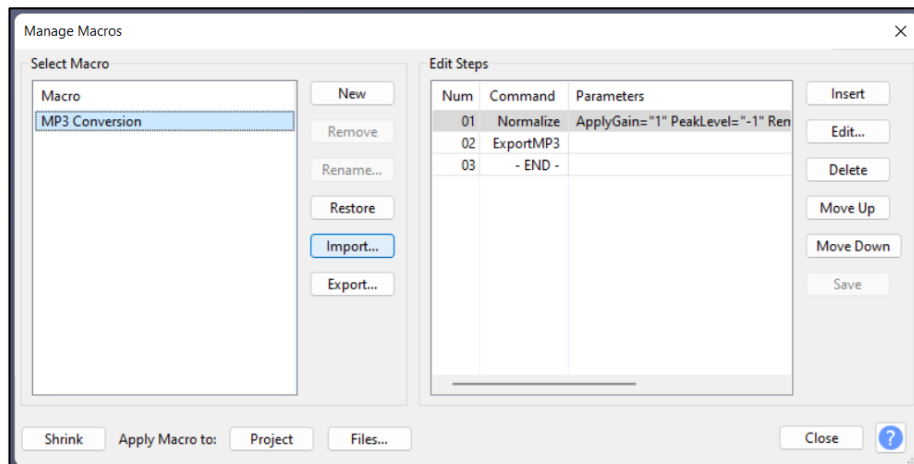 Manage Macros
Select Macro
Macro
MP3 Conversion
New
Remove
Rename...
Restore
Import...
Export...
Edit Steps
Num Command Parameters
01 Normalize ApplyGain="1" PeakLevel="-1" Ren
02 ExportMP3
03 - END -
Insert
Edit...
Delete
Move Up
Move Down
Save
Shrink Apply Macro to: Project Files... Close ?